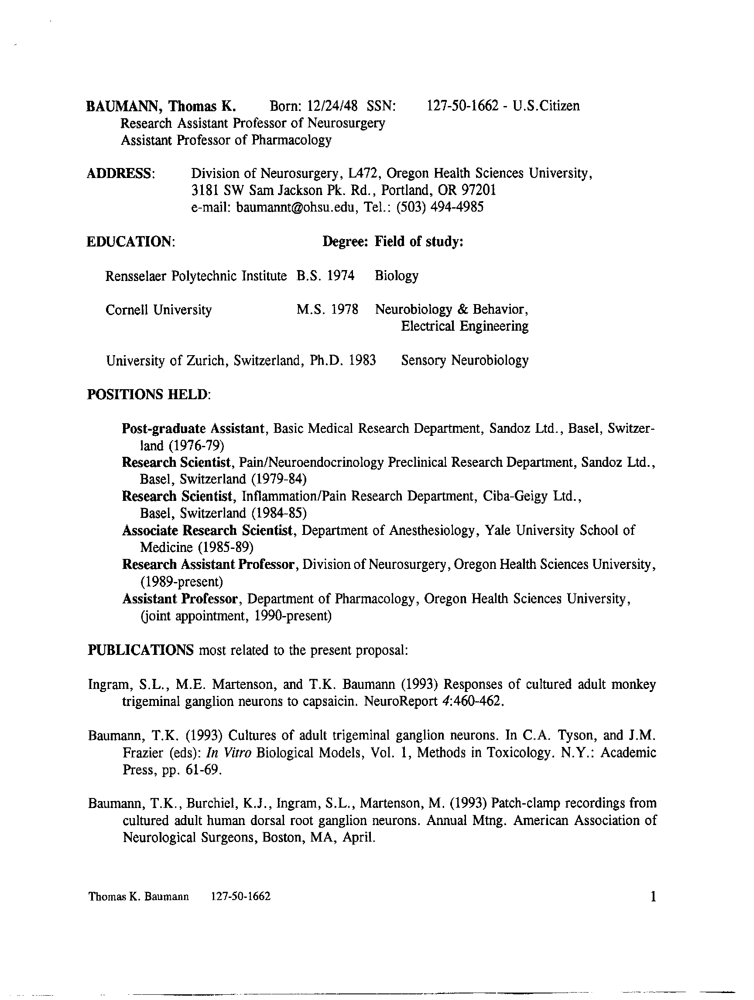 BAUMANN, Thomas K. Born: 12/24/48 SSN: 127-50-1662 - U.S.Citizen
Research Assistant Professor of Neurosurgery
Assistant Professor of Pharmacology
ADDRESS: Division of Neurosurgery, L472, Oregon Health Sciences University,
3181 SW Sam Jackson Pk. Rd., Portland, OR 97201
e-mail: baumannt@ohsu.edu, Tel.: (503) 494-4985
EDUCATION: Degree: Field of study:
Rensselaer Polytechnic Institute B.S. 1974 Biology
Cornell University M.S. 1978 Neurobiology & Behavior,
Electrical Engineering
University of Zurich, Switzerland, Ph.D. 1983 Sensory Neurobiology
POSITIONS HELD:
Post-graduate Assistant, Basic Medical Research Department, Sandoz Ltd., Basel, Switzer-
land (1976-79)
Research Scientist, Pain/Neuroendocrinology Preclinical Research Department, Sandoz Ltd.,
Basel, Switzerland (1979-84)
Research Scientist, Inflammation/Pain Research Department, Ciba-Geigy Ltd.,
Basel, Switzerland (1984-85)
Associate Research Scientist, Department of Anesthesiology, Yale University School of
Medicine (1985-89)
Research Assistant Professor, Division of Neurosurgery, Oregon Health Sciences University,
(1989-present)
Assistant Professor, Department of Pharmacology, Oregon Health Sciences University,
(joint appointment, 1990-present)
PUBLICATIONS most related to the present proposal:
Ingram, S.L., M.E. Martenson, and T.K. Baumann (1993) Responses of cultured adult monkey
trigeminal ganglion neurons to capsaicin. NeuroReport 4:460-462.
Baumann, T.K. (1993) Cultures of adult trigeminal ganglion neurons. In C.A. Tyson, and J.M.
Frazier (eds): In Vitro Biological Models, Vol. 1, Methods in Toxicology. N.Y.: Academic
Press, pp. 61-69.
Baumann, T.K., Burchiel, K.J., Ingram, S.L., Martenson, M. (1993) Patch-clamp recordings from
cultured adult human dorsal root ganglion neurons. Annual Mtng. American Association of
Neurological Surgeons, Boston, MA, April.
Thomas K. Baumann 127-50-1662 1